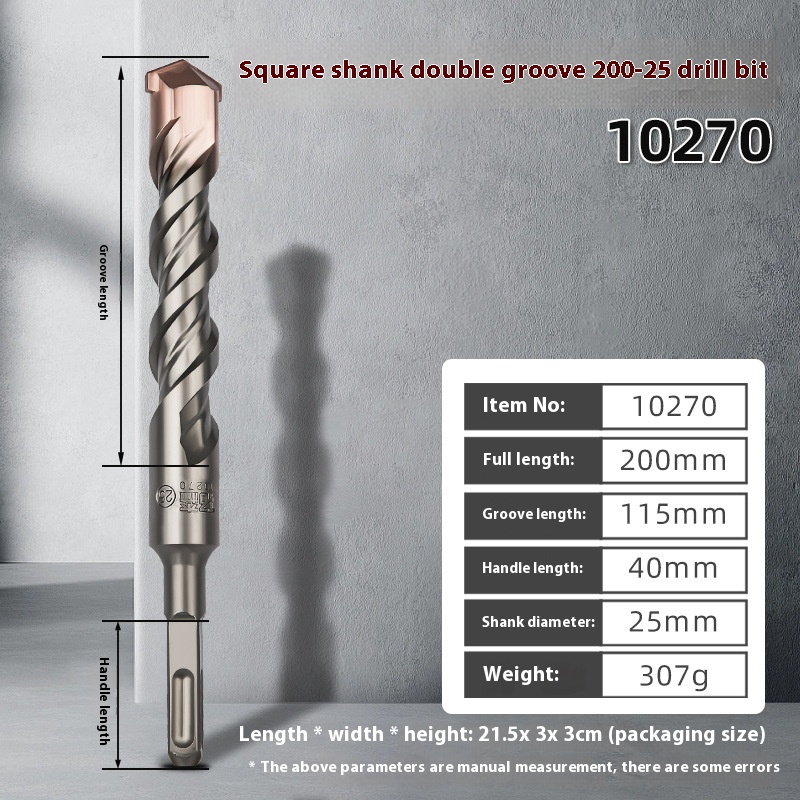 Square shank double groove 200-25 drill bit
10270
Groove length
Item No: 10270
Full length: 200mm
Groove length: 115mm
Handle length: 40mm
Shank diameter: 25mm
Weight: 307g
10270
Handle length
Length * width * height: 21.5x 3x 3cm (packaging size)
* The above parameters are manual measurement, there are some errors